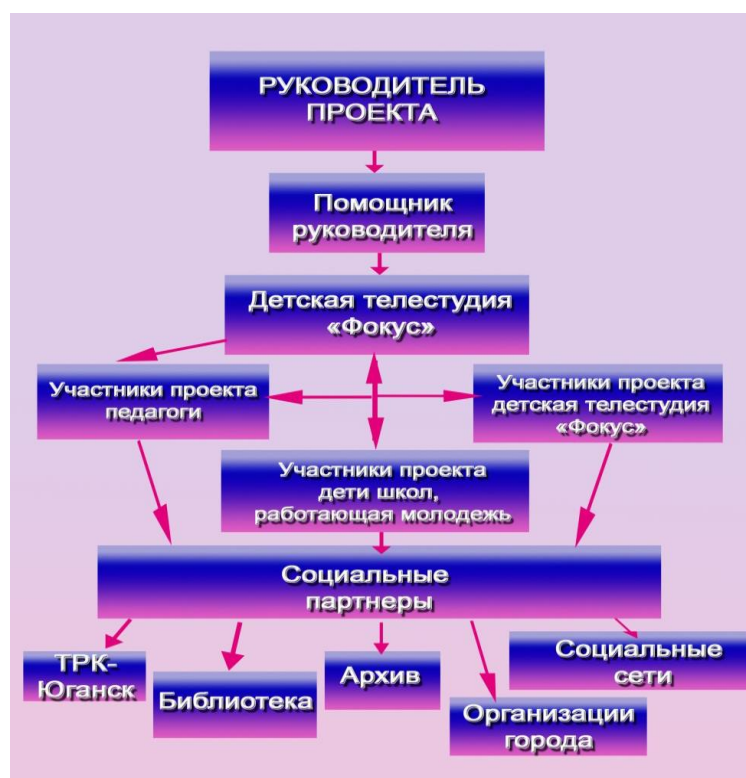 РУКОВОДИТЕЛЬ
ПРОЕКТА
Помощник
руководителя
Детская телестудия
«Фокус»
Участники проекта
педагоги
Участники проекта
детская телестудия
«Фокус»
Участники проекта
дети школ,
работающая молодежь
Социальные
партнеры
ТРК-
Юганск
Библиотека
Архив
Организации
города
Социальные
сети